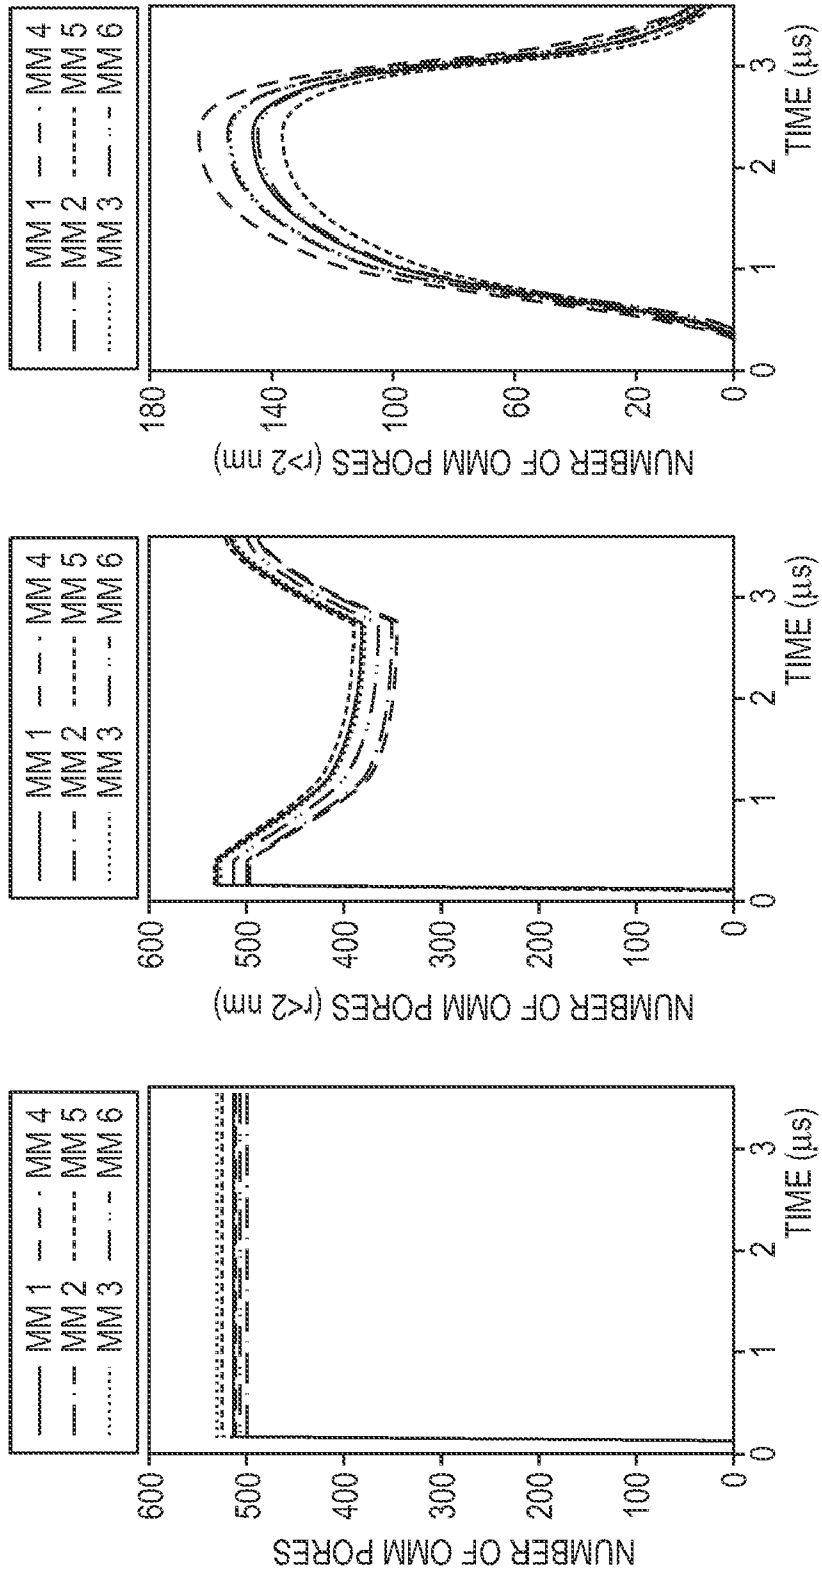 MM 1 MM 4
MM 2 MM 5
MM 3 MM 6
NUMBER OF OMM PORES
600
500
400
300
200
100
0
0 1 2 3
TIME (µs)
MM 1 MM 4
MM 2 MM 5
MM 3 MM 6
NUMBER OF OMM PORES (r<2 nm)
600
500
400
300
200
100
0
0 1 2 3
TIME (µs)
MM 1 MM 4
MM 2 MM 5
MM 3 MM 6
NUMBER OF OMM PORES (r>2 nm)
180
140
100
60
20
0
0 1 2 3
TIME (µs)